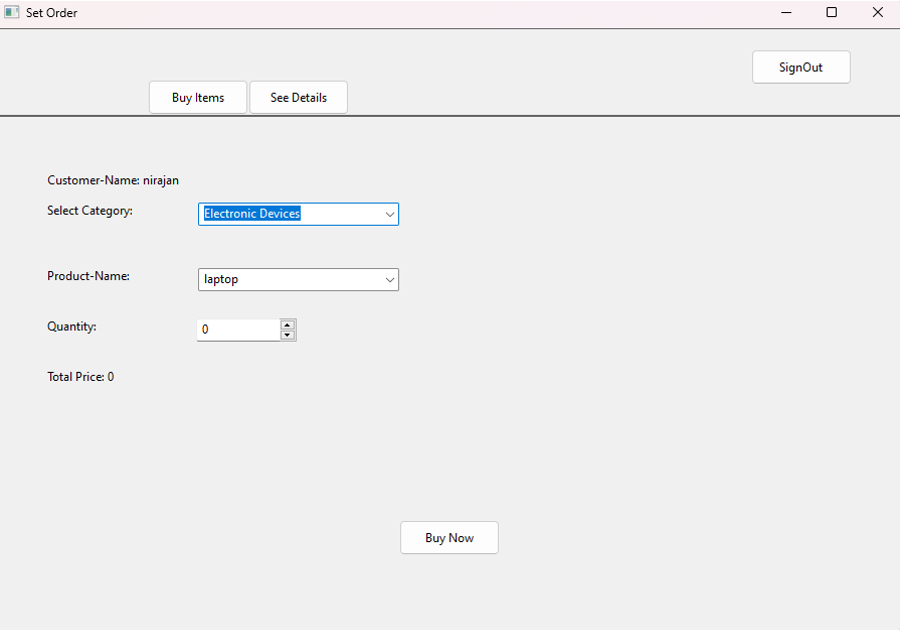 Set Order
SignOut
Buy Items See Details
Customer-Name: nirajan
Select Category: Electronic Devices
Product-Name: laptop
Quantity: 0
Total Price: 0
Buy Now